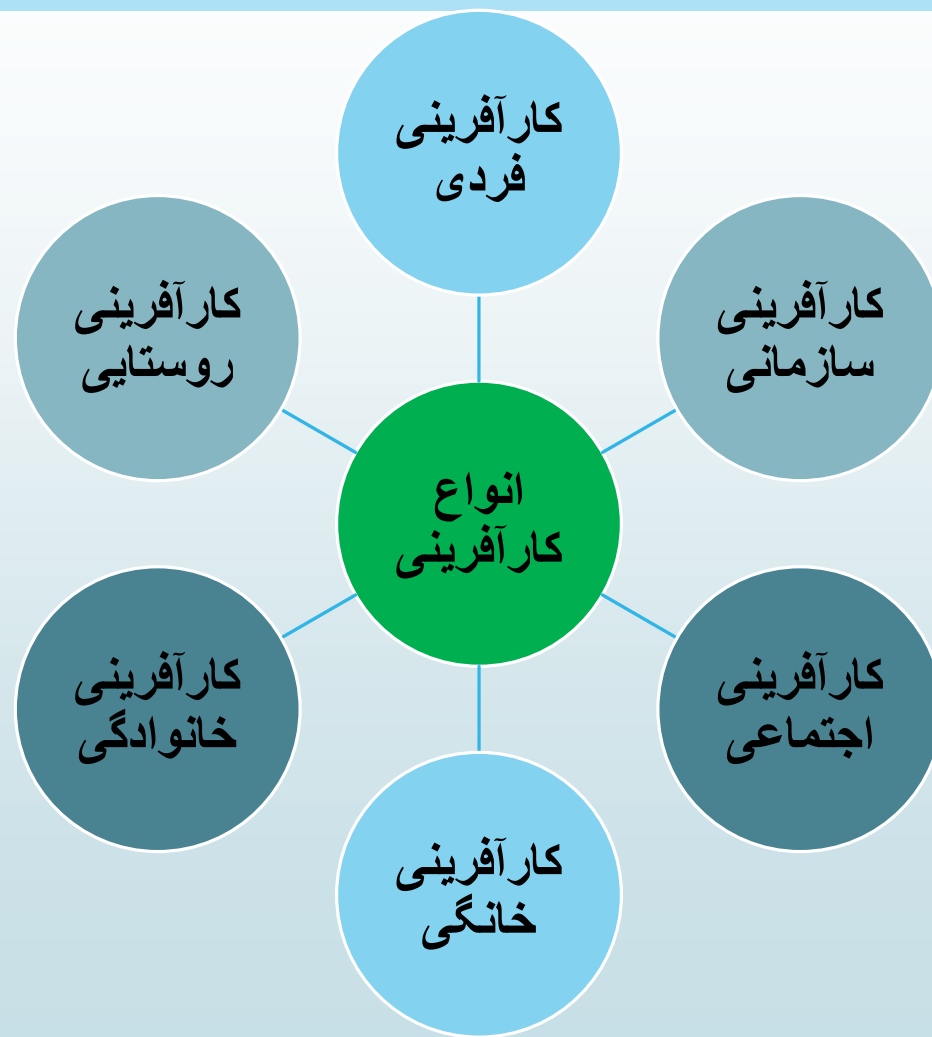 کارآفرینی
فردی
کارآفرینی
سازمانی
کارآفرینی
روستایی
انواع
کارآفرینی
کارآفرینی
اجتماعی
کارآفرینی
خانوادگی
کارآفرینی
خانگی